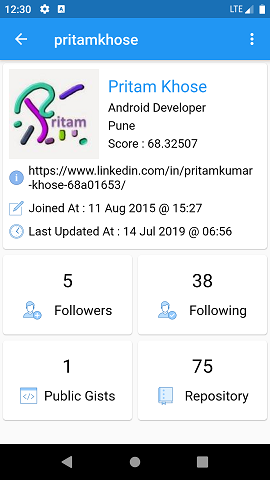 12:30
LTE
pritamkhose
ritam
Pritam Khose
Android Developer
Pune
Score : 68.32507
https://www.linkedin.com/in/pritamkumar
-khose-68a01653/
Joined At : 11 Aug 2015 @ 15:27
Last Updated At : 14 Jul 2019 @ 06:56
5
Followers
38
Following
1
Public Gists
75
Repository